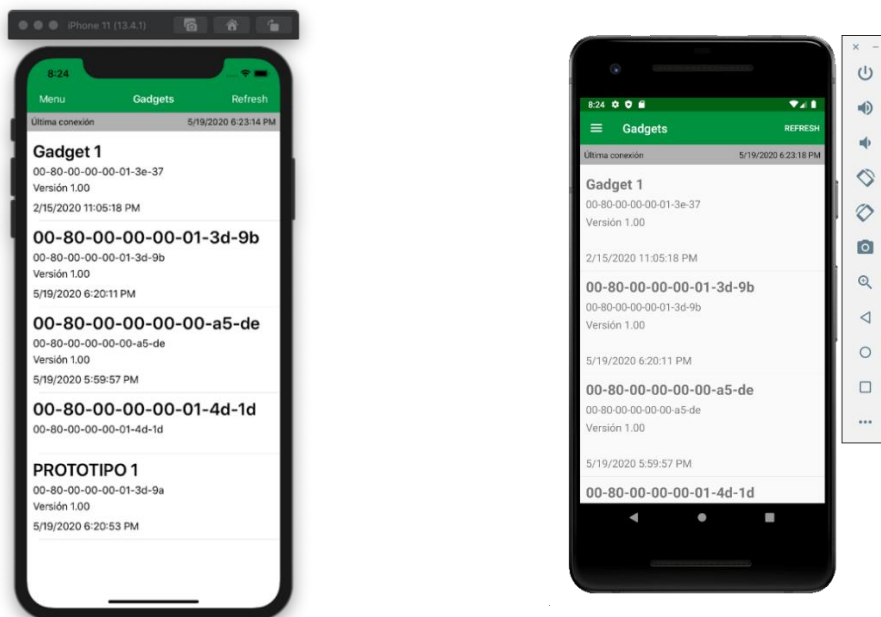 iPhone 11 (13.4.1)
8:24
Menu Gadgets Refresh
Última conexión 5/19/2020 6:23:14 PM
Gadget 1
00-80-00-00-00-01-3e-37
Versión 1.00
2/15/2020 11:05:18 PM
00-80-00-00-00-01-3d-9b
00-80-00-00-00-01-3d-9b
Versión 1.00
5/19/2020 6:20:11 PM
00-80-00-00-00-00-a5-de
00-80-00-00-00-00-a5-de
Versión 1.00
5/19/2020 5:59:57 PM
00-80-00-00-00-01-4d-1d
00-80-00-00-00-01-4d-1d
PROTOTIPO 1
00-80-00-00-00-01-3d-9a
Versión 1.00
5/19/2020 6:20:53 PM
8:24
Gadgets REFRESH
Última conexión 5/19/2020 6:23:18 PM
Gadget 1
00-80-00-00-00-01-3e-37
Versión 1.00
2/15/2020 11:05:18 PM
00-80-00-00-00-01-3d-9b
00-80-00-00-00-01-3d-9b
Versión 1.00
5/19/2020 6:20:11 PM
00-80-00-00-00-00-a5-de
00-80-00-00-00-00-a5-de
Versión 1.00
5/19/2020 5:59:57 PM
00-80-00-00-00-01-4d-1d